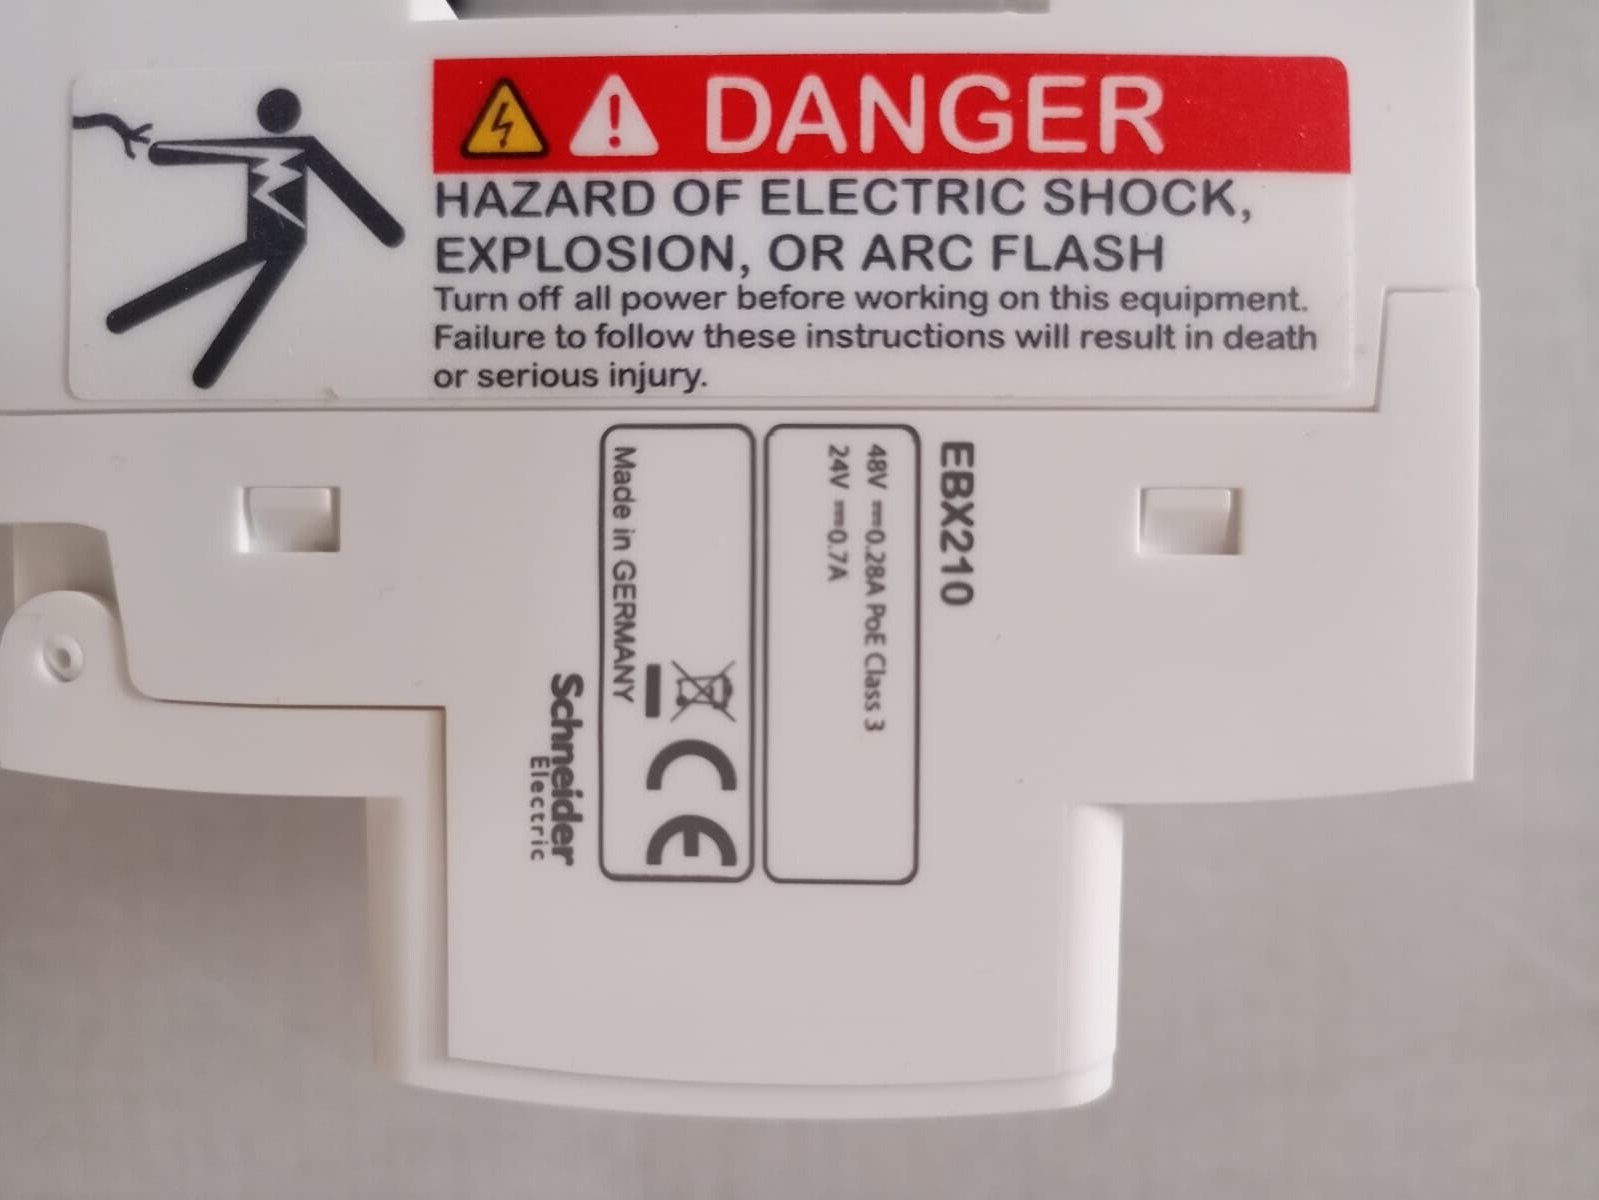 DANGER
HAZARD OF ELECTRIC SHOCK,
EXPLOSION, OR ARC FLASH
Turn off all power before working on this equipment.
Failure to follow these instructions will result in death
or serious injury.
EBX210
48V ⎓0.28A PoE Class 3
24V ⎓0.7A
CE
Made in GERMANY
Schneider
Electric